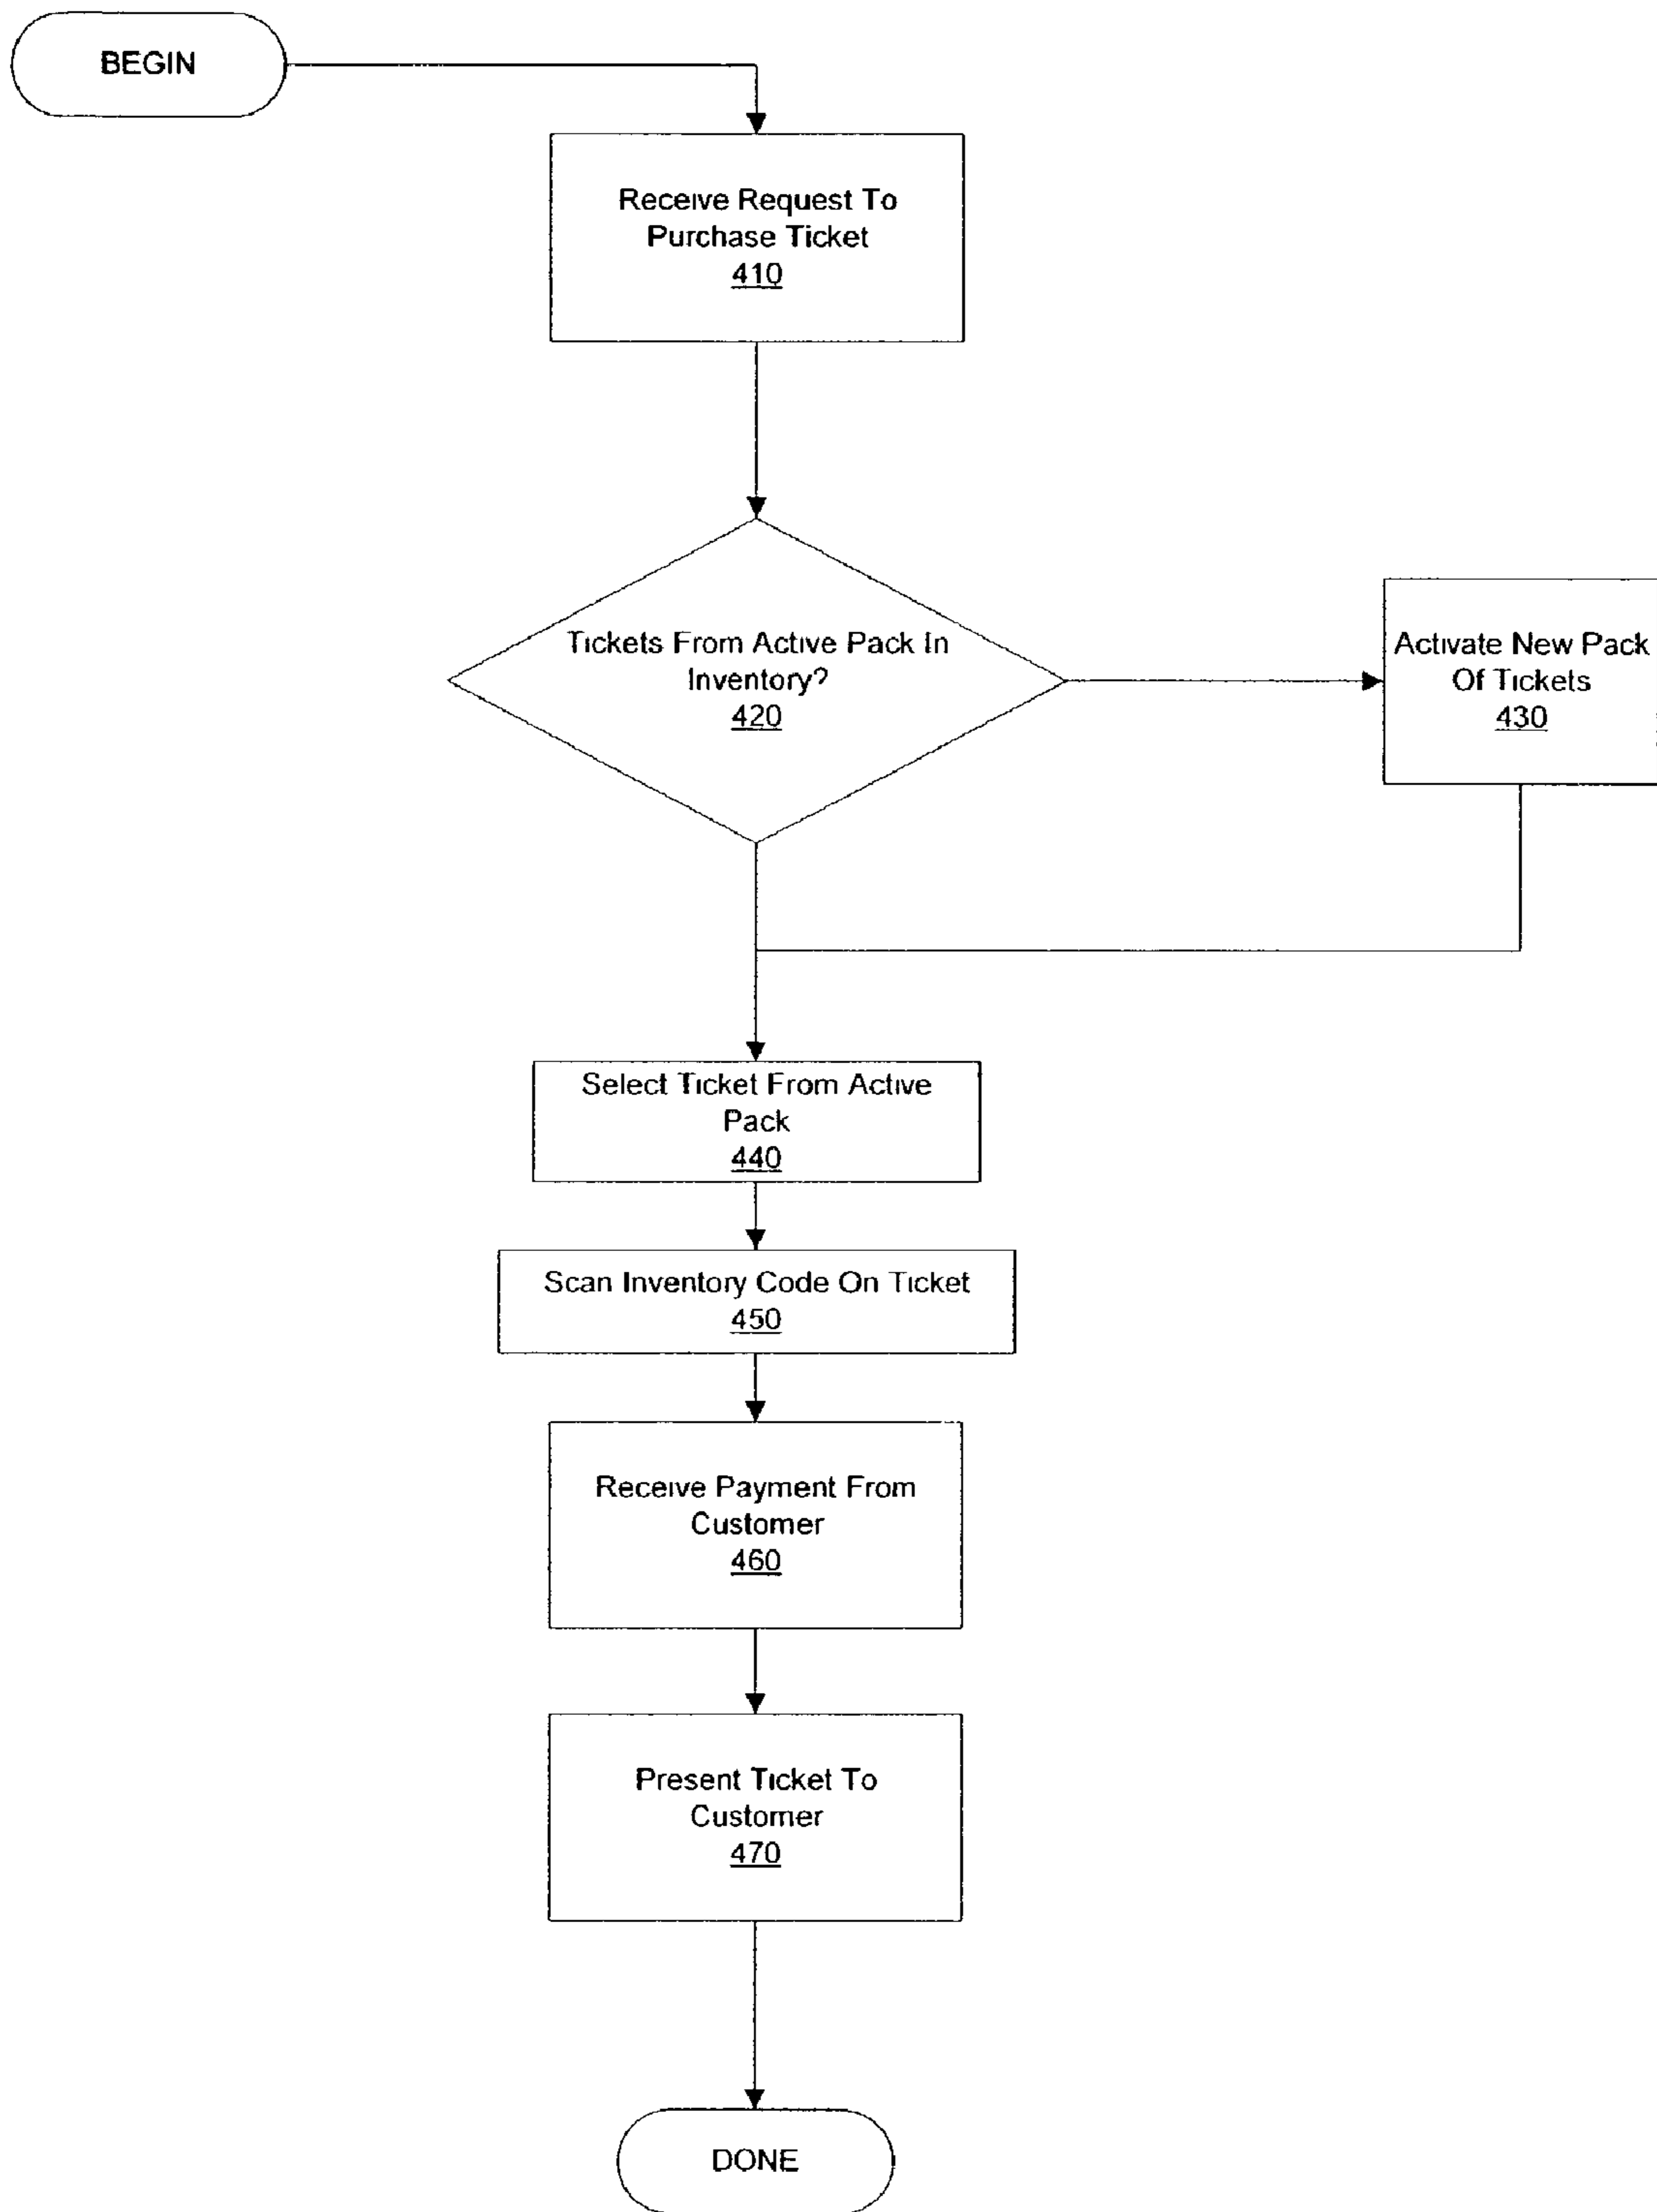 BEGIN
Receive Request To
Purchase Ticket
410
Tickets From Active Pack In
Inventory?
420
Activate New Pack
Of Tickets
430
Select Ticket From Active
Pack
440
Scan Inventory Code On Ticket
450
Receive Payment From
Customer
460
Present Ticket To
Customer
470
DONE